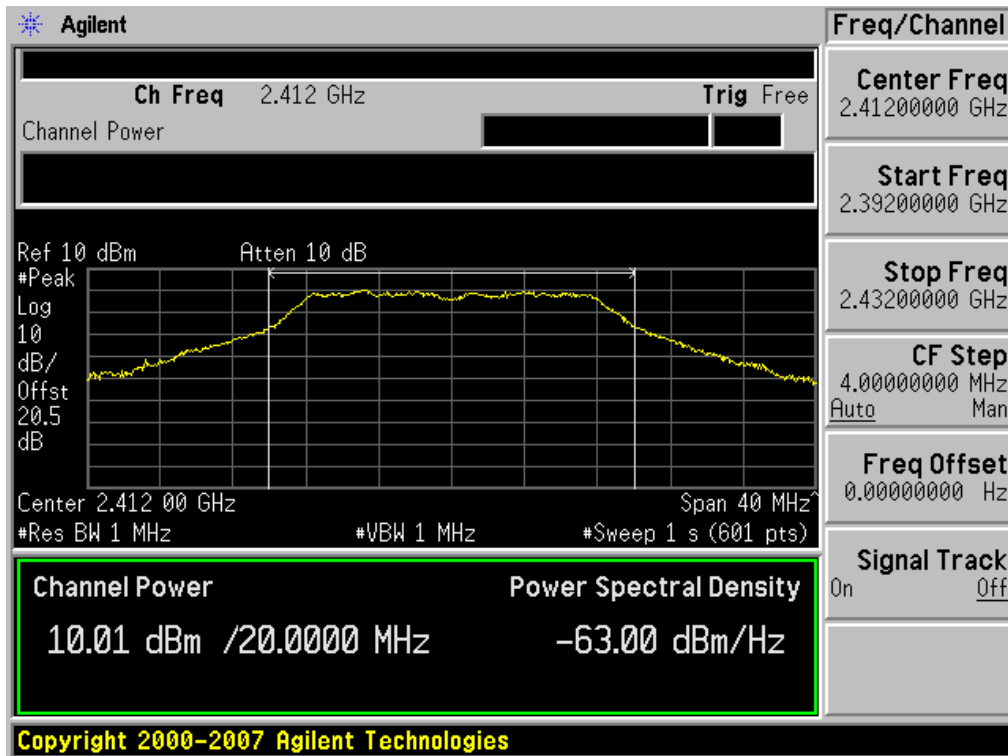 Agilent
Ch Freq 2.412 GHz Trig Free
Channel Power
Ref 10 dBm Atten 10 dB
#Peak
Log
10
dB/
Offst
20.5
dB
Center 2.412 00 GHz Span 40 MHz^
#Res BW 1 MHz #VBW 1 MHz #Sweep 1 s (601 pts)
Channel Power Power Spectral Density
10.01 dBm /20.0000 MHz -63.00 dBm/Hz
Copyright 2000-2007 Agilent Technologies
Freq/Channel
Center Freq
2.41200000 GHz
Start Freq
2.39200000 GHz
Stop Freq
2.43200000 GHz
CF Step
4.00000000 MHz
Auto Man
Freq Offset
0.00000000 Hz
Signal Track
On Off